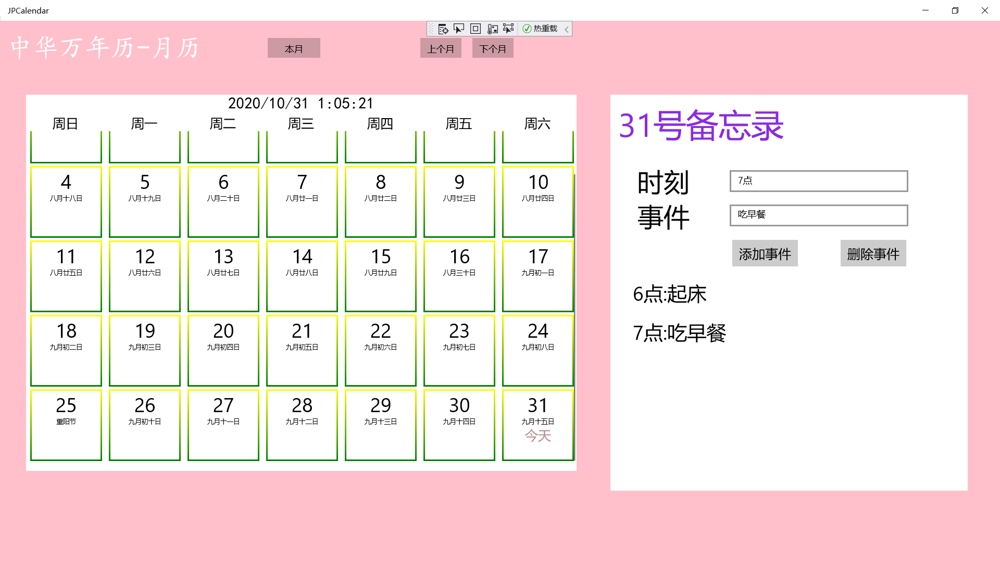 JPCalendar
热重载
中华万年历-月历
本月
上个月
下个月
2020/10/31 1:05:21
周日 周一 周二 周三 周四 周五 周六
4 5 6 7 8 9 10
八月十八日 八月十九日 八月二十日 八月廿一日 八月廿二日 八月廿三日 八月廿四日
11 12 13 14 15 16 17
八月廿五日 八月廿六日 八月廿七日 八月廿八日 八月廿九日 八月三十日 九月初一日
18 19 20 21 22 23 24
九月初二日 九月初三日 九月初四日 九月初五日 九月初六日 九月初七日 九月初八日
25 26 27 28 29 30 31
重阳节 九月初十日 九月十一日 九月十二日 九月十三日 九月十四日 九月十五日
今天
31号备忘录
时刻 7点
事件 吃早餐
添加事件 删除事件
6点:起床
7点:吃早餐